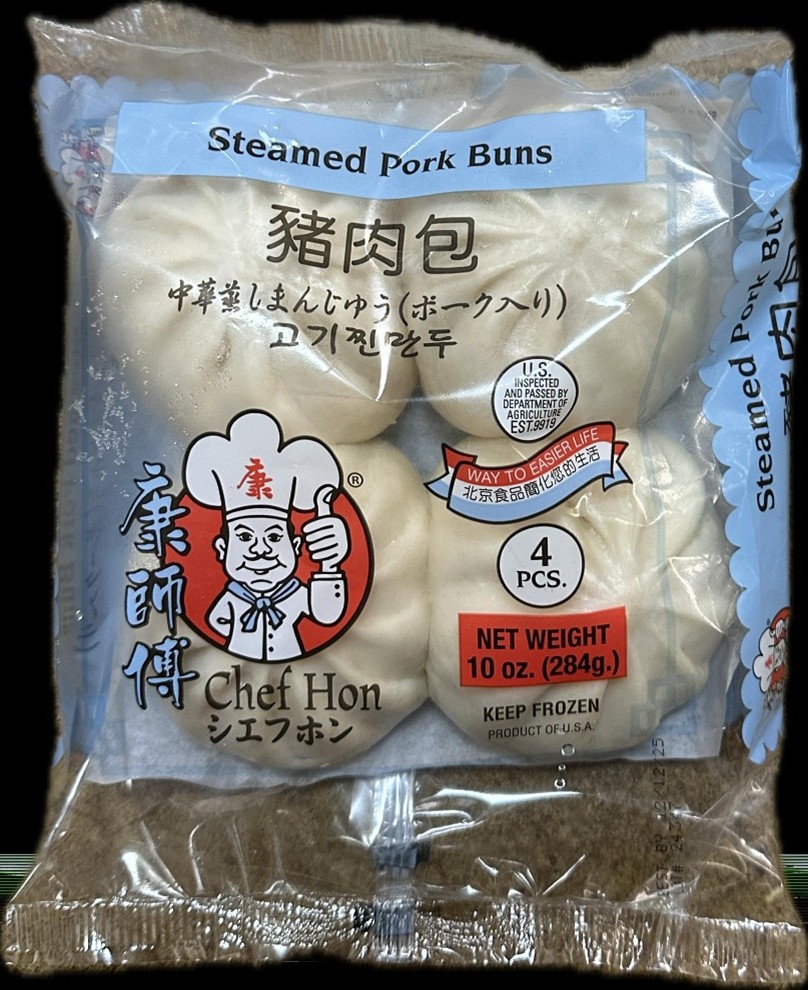 Steamed Pork Buns
豬肉包
中華蒸しまんじゅう(ポーク入り)
고기찐만두
U.S.
INSPECTED
AND PASSED BY
DEPARTMENT OF
AGRICULTURE
EST.9919
WAY TO EASIER LIFE
北京食品簡化您的生活
康
®
康師傅
4
PCS.
NET WEIGHT
10 oz. (284g.)
Chef Hon
シェフホン
KEEP FROZEN
PRODUCT OF U.S.A.
Steamed Pork